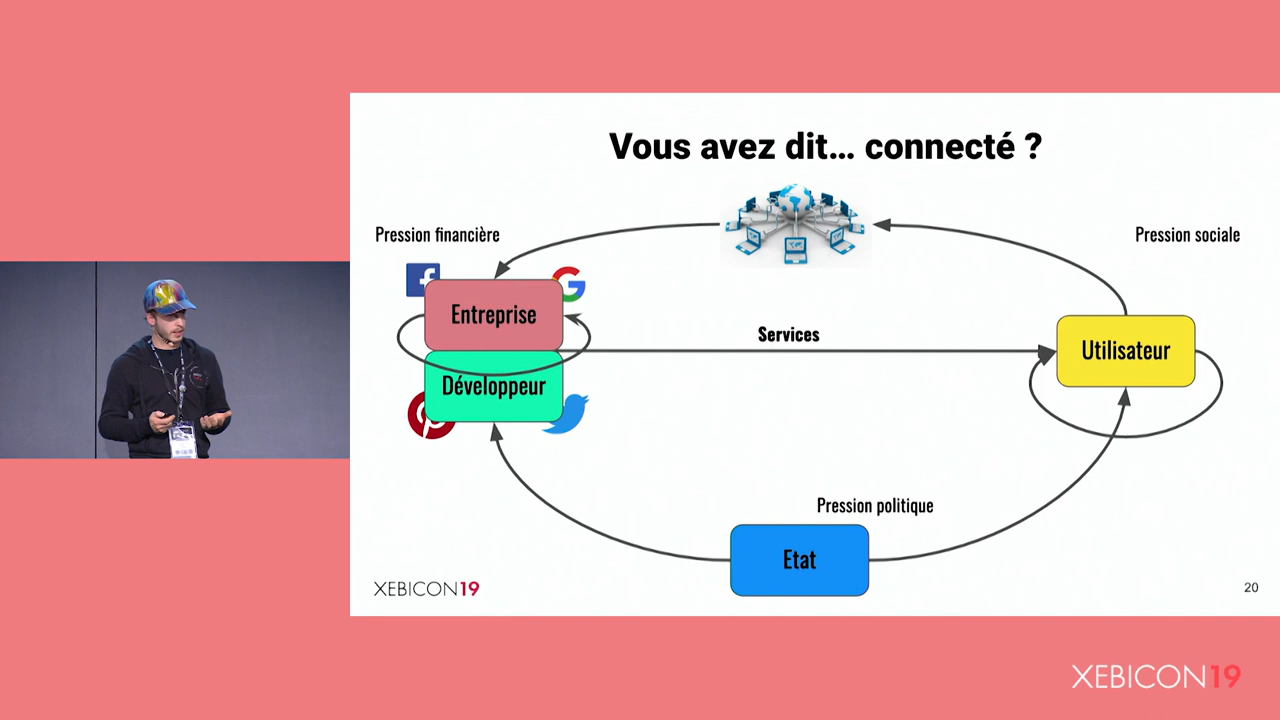 Vous avez dit... connecté ?
Pression financière
Pression sociale
Entreprise
Services
Utilisateur
Développeur
Pression politique
Etat
XEBICON19
20
XEBICON19